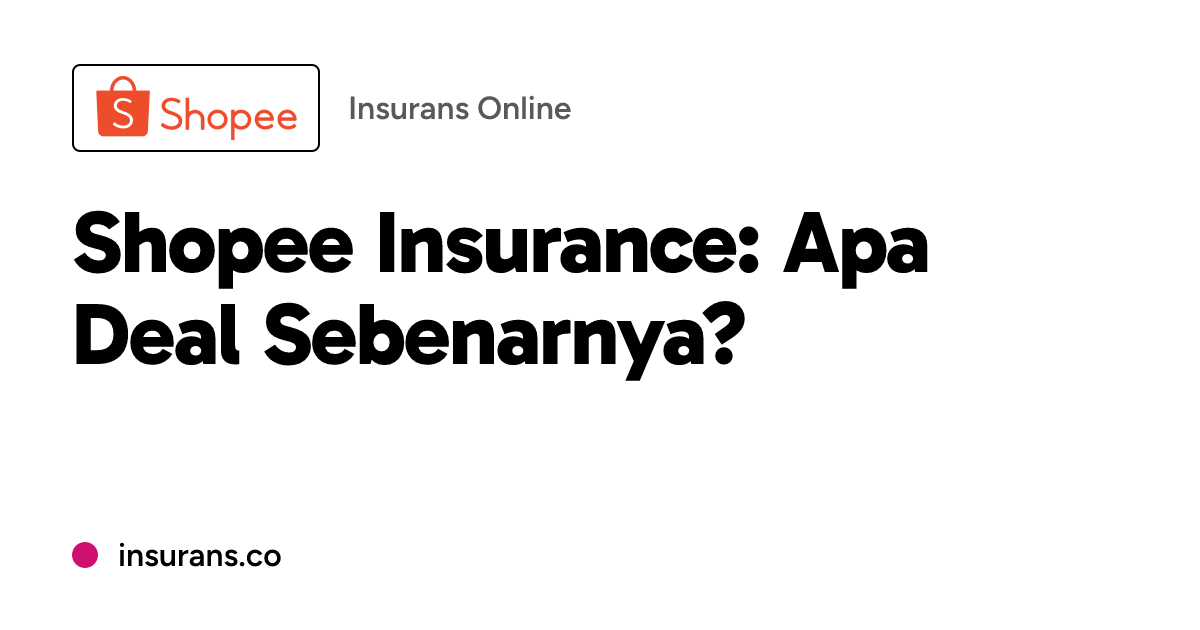 S Shopee
Insurans Online
Shopee Insurance: Apa
Deal Sebenarnya?
insurans.co